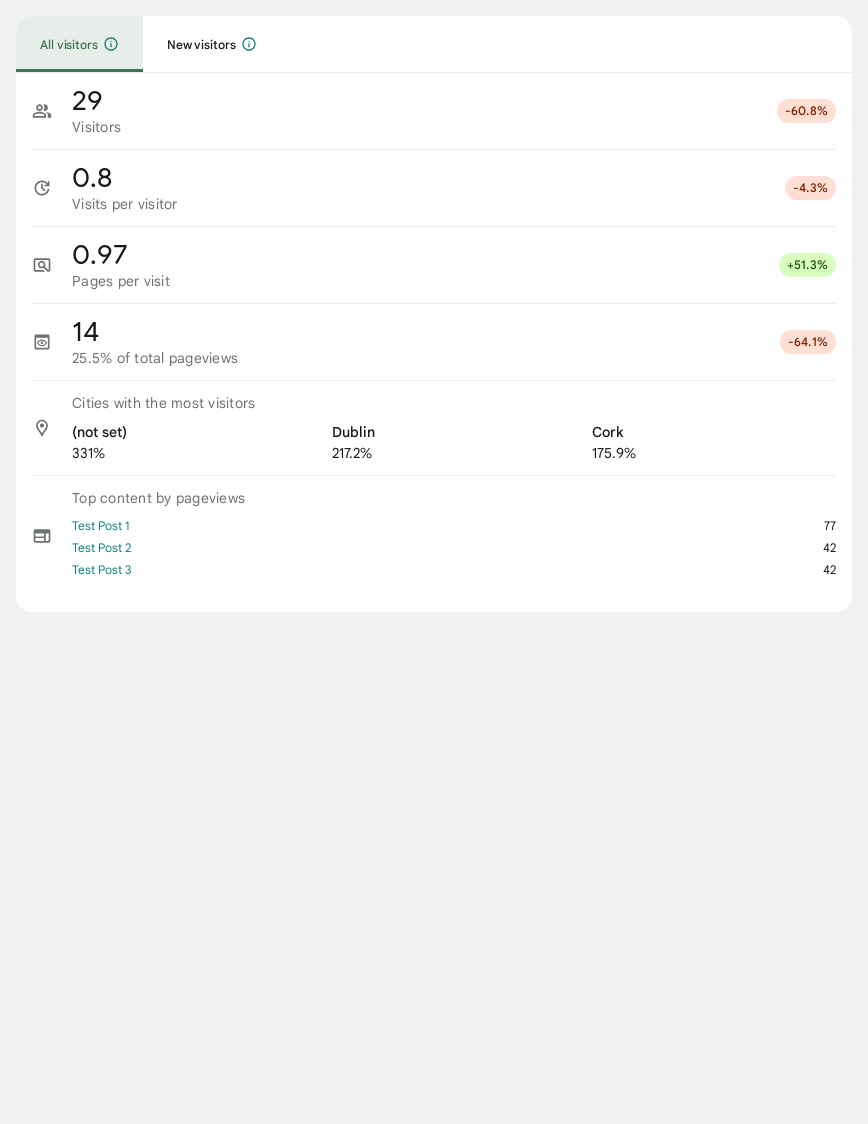 All visitors
New visitors
29
Visitors
-60.8%
0.8
Visits per visitor
-4.3%
0.97
Pages per visit
+51.3%
14
25.5% of total pageviews
-64.1%
Cities with the most visitors
(not set) Dublin Cork
331% 217.2% 175.9%
Top content by pageviews
Test Post 1 77
Test Post 2 42
Test Post 3 42